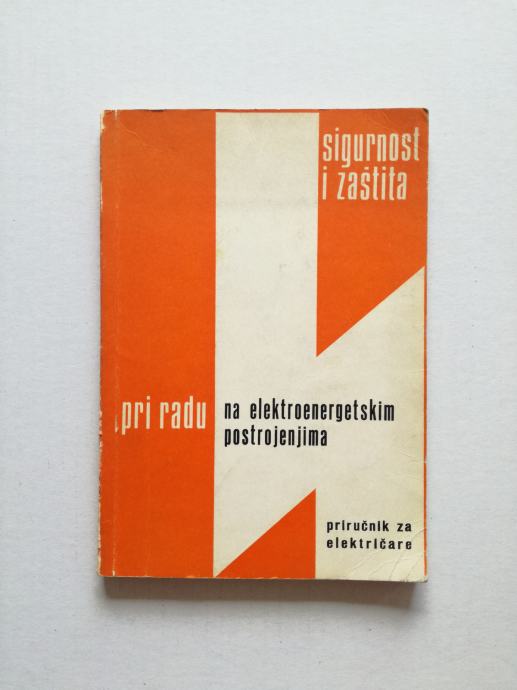 sigurnost
i zaštita
pri radu na elektroenergetskim
postrojenjima
priručnik za
električare